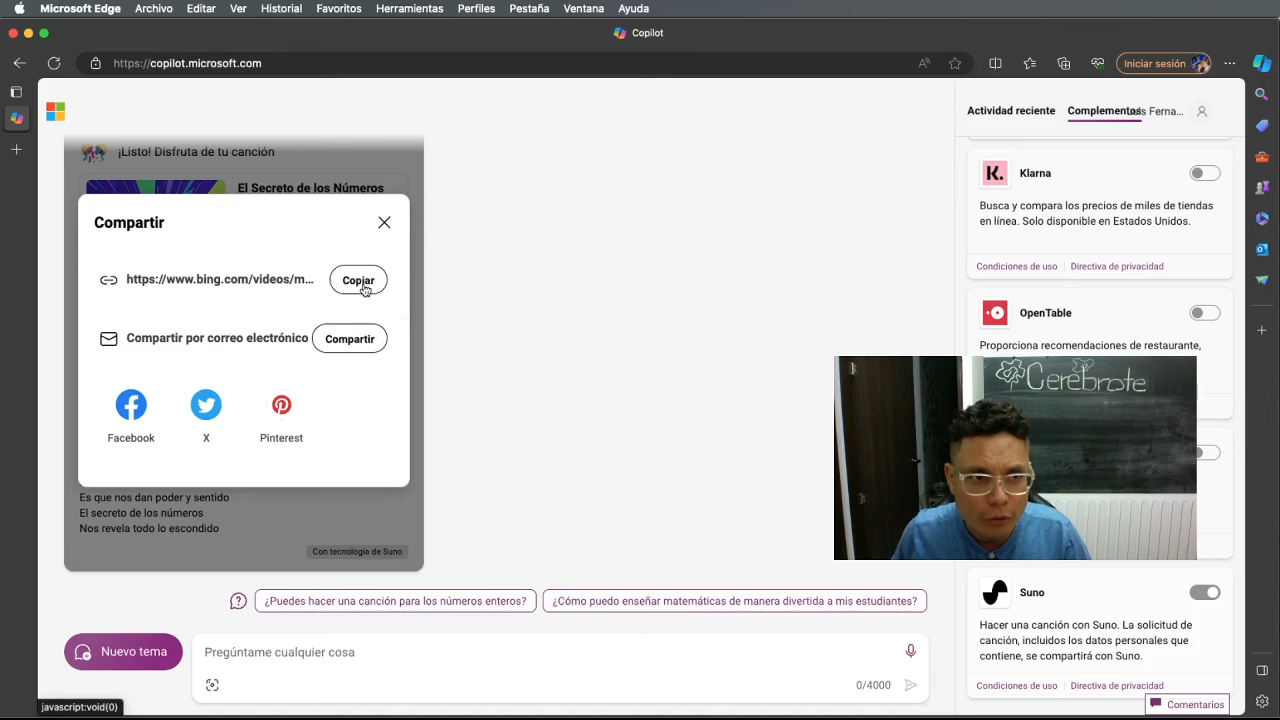 Microsoft Edge Archivo Editar Ver Historial Favoritos Herramientas Perfiles Pestaña Ventana Ayuda
Copilot
https://copilot.microsoft.com
Iniciar sesión
¡Listo! Disfruta de tu canción
El Secreto de los Números
Compartir
https://www.bing.com/videos/m...
Copiar
Compartir por correo electrónico
Compartir
Facebook
X
Pinterest
Es que nos dan poder y sentido
El secreto de los números
Nos revela todo lo escondido
Con tecnología de Suno
¿Puedes hacer una canción para los números enteros?
¿Cómo puedo enseñar matemáticas de manera divertida a mis estudiantes?
Nuevo tema
Pregúntame cualquier cosa
0/4000
javascript:void(0)
Actividad reciente
Complementos
Luis Ferna...
K.
Klarna
Busca y compara los precios de miles de tiendas
en línea. Solo disponible en Estados Unidos.
Condiciones de uso
Directiva de privacidad
OpenTable
Proporciona recomendaciones de restaurante,
Cerebrote
Suno
Hacer una canción con Suno. La solicitud de
canción, incluidos los datos personales que
contiene, se compartirá con Suno.
Condiciones de uso
Directiva de privacidad
Comentarios